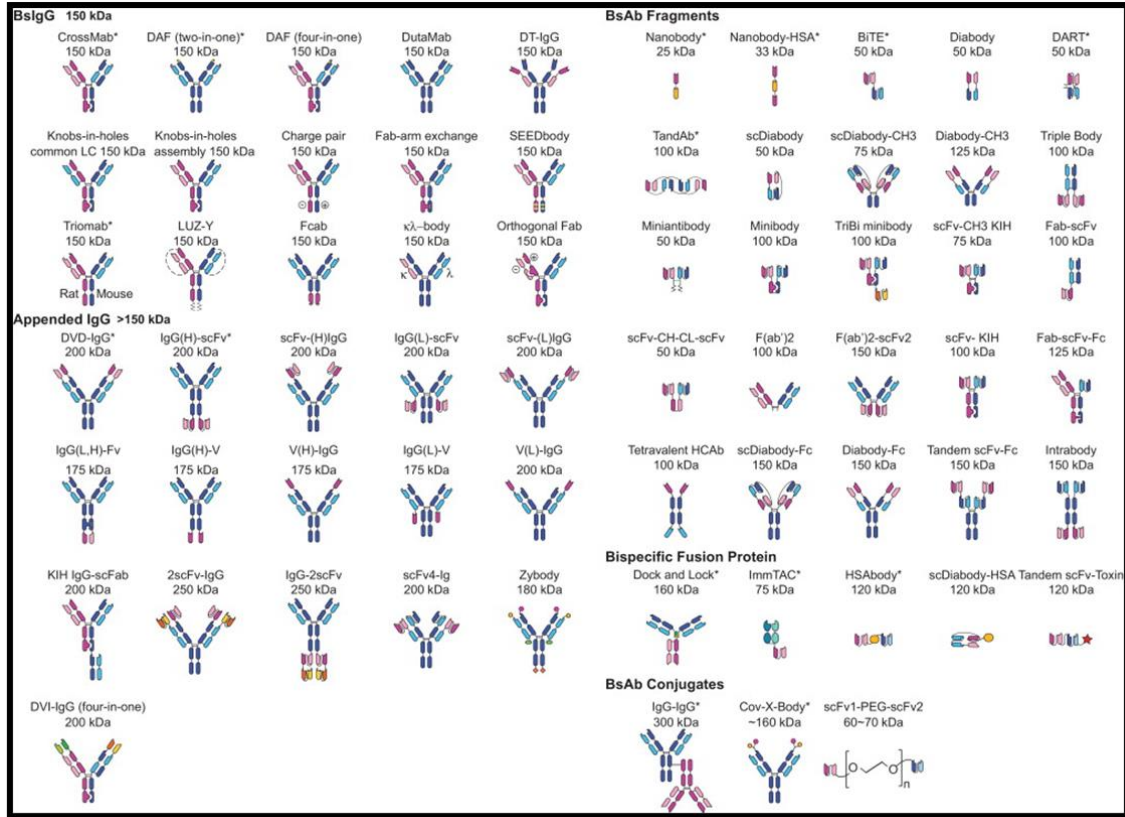 BsIgG 150 kDa
CrossMab* DAF (two-in-one)* DAF (four-in-one) DutaMab DT-IgG
150 kDa 150 kDa 150 kDa 150 kDa 150 kDa
Knobs-in-holes Knobs-in-holes Charge pair Fab-arm exchange SEEDbody
common LC 150 kDa assembly 150 kDa 150 kDa 150 kDa 150 kDa
⊖ ⊕
Triomab* LUZ-Y Fcab κλ–body Orthogonal Fab
150 kDa 150 kDa 150 kDa 150 kDa 150 kDa
⊖ ⊕
κ λ
Rat Mouse
Appended IgG >150 kDa
DVD-IgG* IgG(H)-scFv* scFv-(H)IgG IgG(L)-scFv scFv-(L)IgG
200 kDa 200 kDa 200 kDa 200 kDa 200 kDa
IgG(L,H)-Fv IgG(H)-V V(H)-IgG IgG(L)-V V(L)-IgG
175 kDa 175 kDa 175 kDa 175 kDa 200 kDa
KIH IgG-scFab 2scFv-IgG IgG-2scFv scFv4-Ig Zybody
200 kDa 250 kDa 250 kDa 200 kDa 180 kDa
DVI-IgG (four-in-one)
200 kDa
BsAb Fragments
Nanobody* Nanobody-HSA* BiTE* Diabody DART*
25 kDa 33 kDa 50 kDa 50 kDa 50 kDa
TandAb* scDiabody scDiabody-CH3 Diabody-CH3 Triple Body
100 kDa 50 kDa 75 kDa 125 kDa 100 kDa
Miniantibody Minibody TriBi minibody scFv-CH3 KIH Fab-scFv
50 kDa 100 kDa 100 kDa 75 kDa 100 kDa
scFv-CH-CL-scFv F(ab')2 F(ab')2-scFv2 scFv- KIH Fab-scFv-Fc
50 kDa 100 kDa 150 kDa 100 kDa 125 kDa
Tetravalent HCAb scDiabody-Fc Diabody-Fc Tandem scFv-Fc Intrabody
100 kDa 150 kDa 150 kDa 150 kDa 150 kDa
Bispecific Fusion Protein
Dock and Lock* ImmTAC* HSAbody* scDiabody-HSA Tandem scFv-Toxin
160 kDa 75 kDa 120 kDa 120 kDa 120 kDa
BsAb Conjugates
IgG-IgG* Cov-X-Body* scFv1-PEG-scFv2
300 kDa ~160 kDa 60~70 kDa
O O n